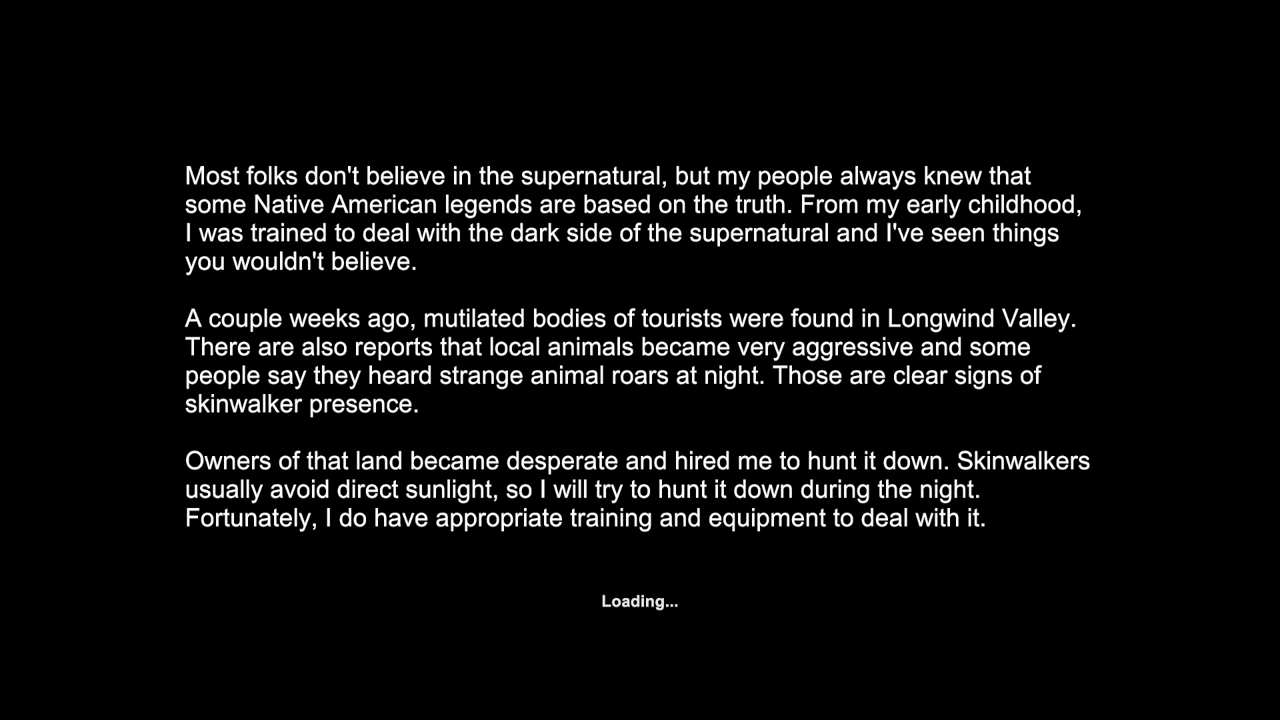 Most folks don't believe in the supernatural, but my people always knew that
some Native American legends are based on the truth. From my early childhood,
I was trained to deal with the dark side of the supernatural and I've seen things
you wouldn't believe.
A couple weeks ago, mutilated bodies of tourists were found in Longwind Valley.
There are also reports that local animals became very aggressive and some
people say they heard strange animal roars at night. Those are clear signs of
skinwalker presence.
Owners of that land became desperate and hired me to hunt it down. Skinwalkers
usually avoid direct sunlight, so I will try to hunt it down during the night.
Fortunately, I do have appropriate training and equipment to deal with it.
Loading...